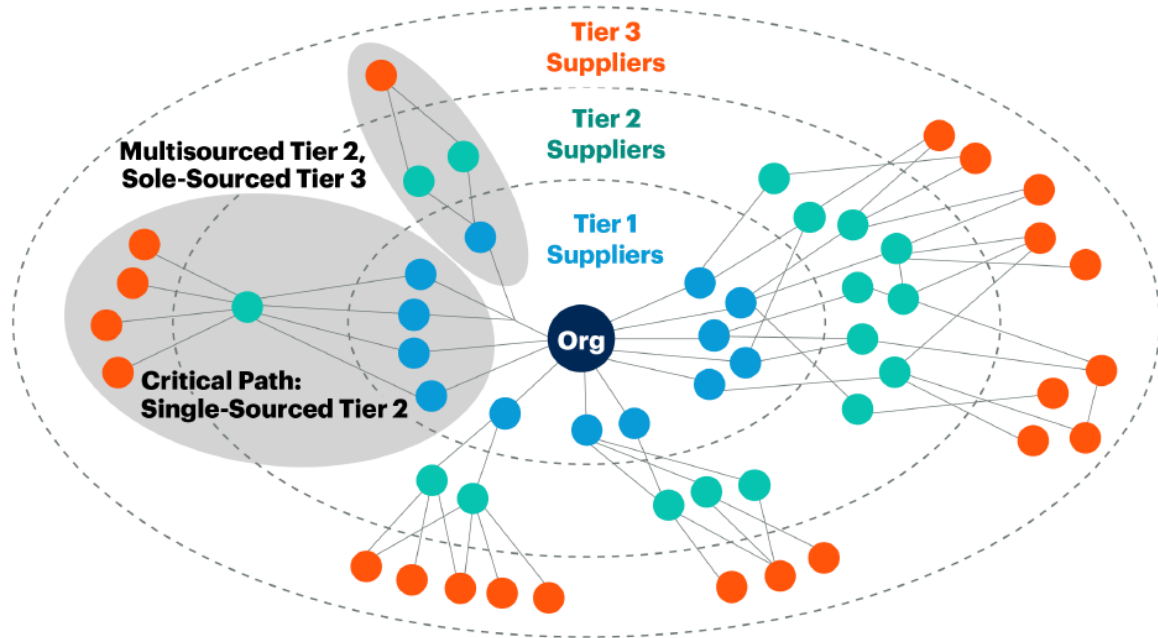 Tier 3
Suppliers
Tier 2
Suppliers
Multisourced Tier 2,
Sole-Sourced Tier 3
Tier 1
Suppliers
Org
Critical Path:
Single-Sourced Tier 2